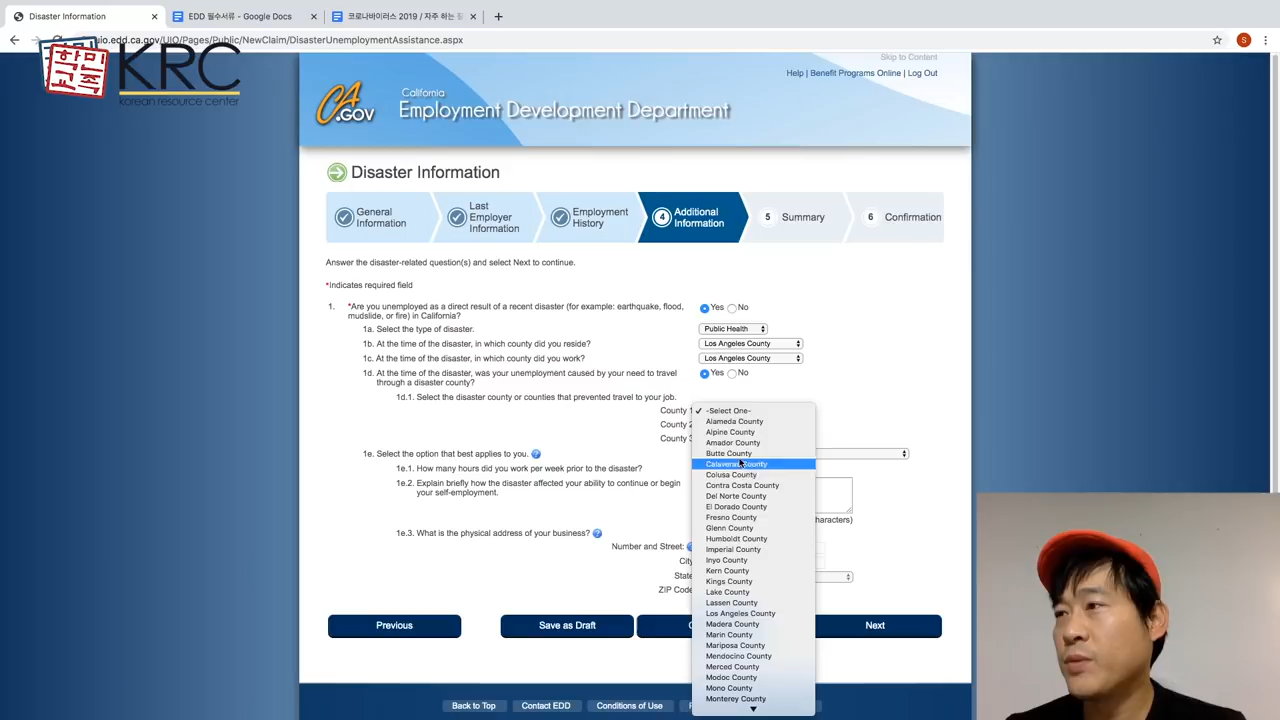 Disaster Information
EDD 필수서류 - Google Docs
코로나바이러스 2019 / 자주 하는
uio.edd.ca.gov/UIO/Pages/Public/NewClaim/DisasterUnemploymentAssistance.aspx
S
한미
교육
KRC
korean resource center
Skip to Content
Help | Benefit Programs Online | Log Out
CA
.GOV
California
Employment Development Department
Disaster Information
General Information
Last Employer Information
Employment History
4 Additional Information
5 Summary
6 Confirmation
Answer the disaster-related question(s) and select Next to continue.
*Indicates required field
1. *Are you unemployed as a direct result of a recent disaster (for example: earthquake, flood,
mudslide, or fire) in California?
Yes No
1a. Select the type of disaster.
Public Health
1b. At the time of the disaster, in which county did you reside?
Los Angeles County
1c. At the time of the disaster, in which county did you work?
Los Angeles County
1d. At the time of the disaster, was your unemployment caused by your need to travel
through a disaster county?
Yes No
1d.1. Select the disaster county or counties that prevented travel to your job.
County 1
County 2
County 3
-Select One-
Alameda County
Alpine County
Amador County
Butte County
Calaveras County
Colusa County
Contra Costa County
Del Norte County
El Dorado County
Fresno County
Glenn County
Humboldt County
Imperial County
Inyo County
Kern County
Kings County
Lake County
Lassen County
Los Angeles County
Madera County
Marin County
Mariposa County
Mendocino County
Merced County
Modoc County
Mono County
Monterey County
1e. Select the option that best applies to you. ?
1e.1. How many hours did you work per week prior to the disaster?
1e.2. Explain briefly how the disaster affected your ability to continue or begin
your self-employment.
haracters)
1e.3. What is the physical address of your business? ?
Number and Street:
City
State
ZIP Code
Previous
Save as Draft
Next
Back to Top
Contact EDD
Conditions of Use